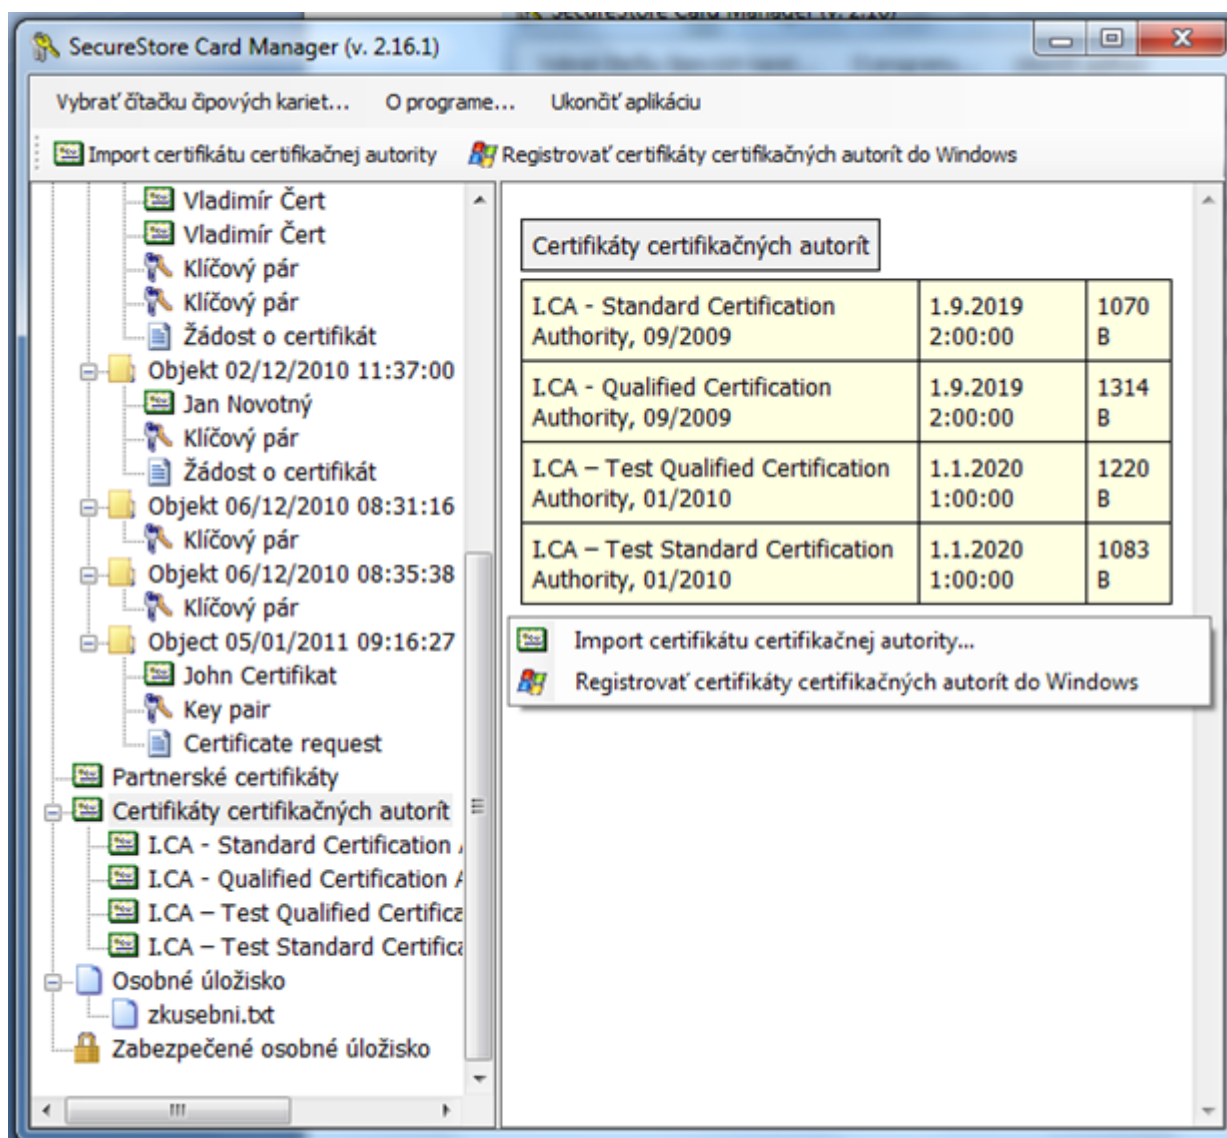 SecureStore Card Manager (v. 2.16.1)
Vybrať čítačku čipových kariet... O programe... Ukončiť aplikáciu
Import certifikátu certifikačnej autority Registrovať certifikáty certifikačných autorít do Windows
Vladimír Čert
Vladimír Čert
Klíčový pár
Klíčový pár
Žádost o certifikát
Objekt 02/12/2010 11:37:00
Jan Novotný
Klíčový pár
Žádost o certifikát
Objekt 06/12/2010 08:31:16
Klíčový pár
Objekt 06/12/2010 08:35:38
Klíčový pár
Object 05/01/2011 09:16:27
John Certifikat
Key pair
Certificate request
Partnerské certifikáty
Certifikáty certifikačných autorít
I.CA - Standard Certification
I.CA - Qualified Certification
I.CA – Test Qualified Certifica
I.CA – Test Standard Certifica
Osobné úložisko
zkusebni.txt
Zabezpečené osobné úložisko
Certifikáty certifikačných autorít
I.CA - Standard Certification 1.9.2019 1070
Authority, 09/2009 2:00:00 B
I.CA - Qualified Certification 1.9.2019 1314
Authority, 09/2009 2:00:00 B
I.CA – Test Qualified Certification 1.1.2020 1220
Authority, 01/2010 1:00:00 B
I.CA – Test Standard Certification 1.1.2020 1083
Authority, 01/2010 1:00:00 B
Import certifikátu certifikačnej autority...
Registrovať certifikáty certifikačných autorít do Windows